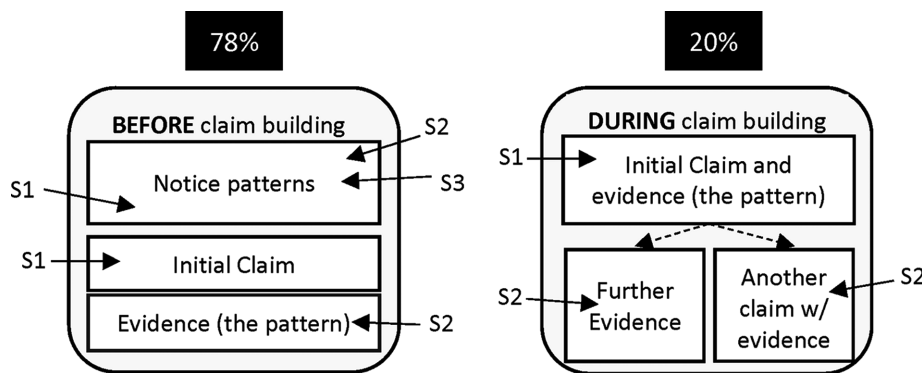 78%
BEFORE claim building
S2
Notice patterns
S3
S1
S1
Initial Claim
Evidence (the pattern)
S2
20%
DURING claim building
S1
Initial Claim and
evidence (the pattern)
S2
Further
Evidence
Another
claim w/
evidence
S2